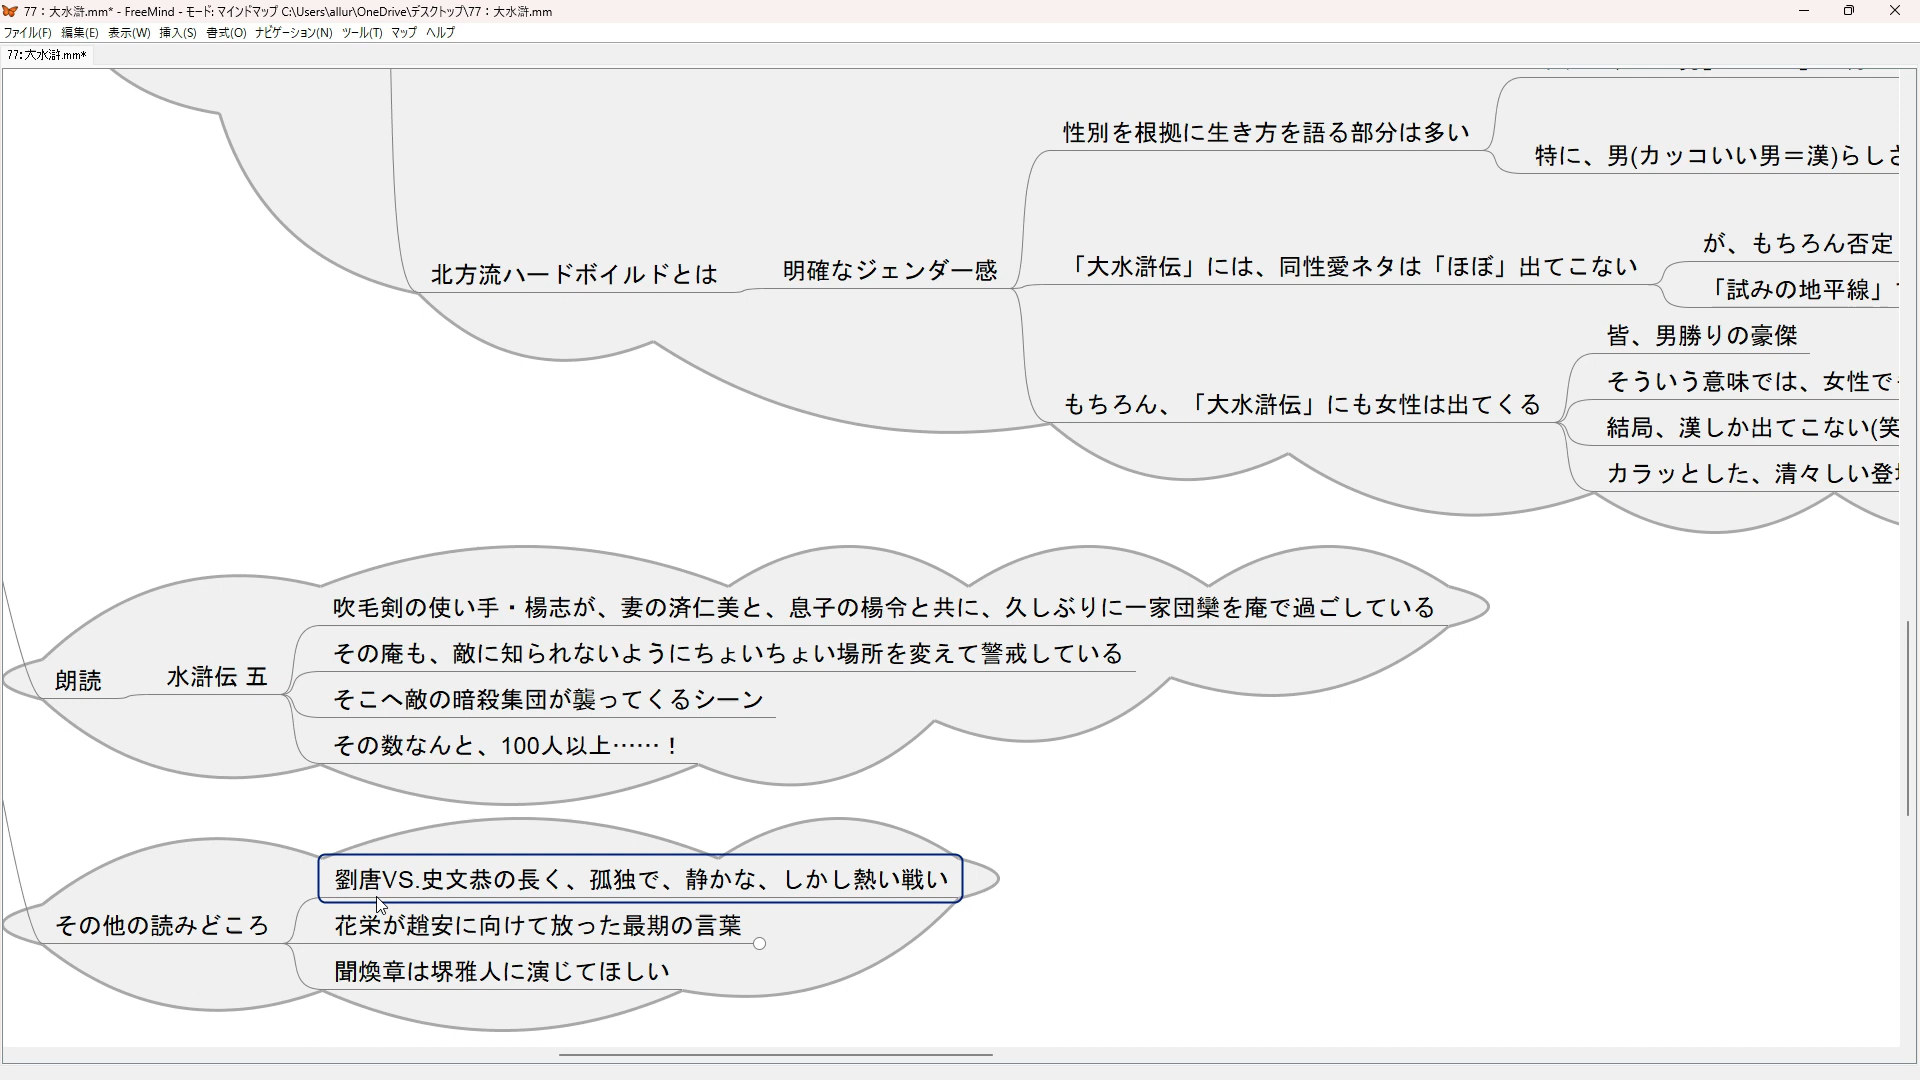 77：大水滸.mm* - FreeMind - モード: マインドマップ C:\Users\allur\OneDrive\デスクトップ\77：大水滸.mm
ファイル(F) 編集(E) 表示(W) 挿入(S) 書式(O) ナビゲーション(N) ツール(T) マップ ヘルプ
77:大水滸.mm*
性別を根拠に生き方を語る部分は多い
特に、男(カッコいい男＝漢)らしさ
北方流ハードボイルドとは
明確なジェンダー感
「大水滸伝」には、同性愛ネタは「ほぼ」出てこない
が、もちろん否定
「試みの地平線」
もちろん、「大水滸伝」にも女性は出てくる
皆、男勝りの豪傑
そういう意味では、女性で
結局、漢しか出てこない(笑
カラッとした、清々しい登
朗読
水滸伝 五
吹毛剣の使い手・楊志が、妻の済仁美と、息子の楊令と共に、久しぶりに一家団欒を庵で過ごしている
その庵も、敵に知られないようにちょいちょい場所を変えて警戒している
そこへ敵の暗殺集団が襲ってくるシーン
その数なんと、100人以上……！
その他の読みどころ
劉唐VS.史文恭の長く、孤独で、静かな、しかし熱い戦い
花栄が趙安に向けて放った最期の言葉
聞煥章は堺雅人に演じてほしい